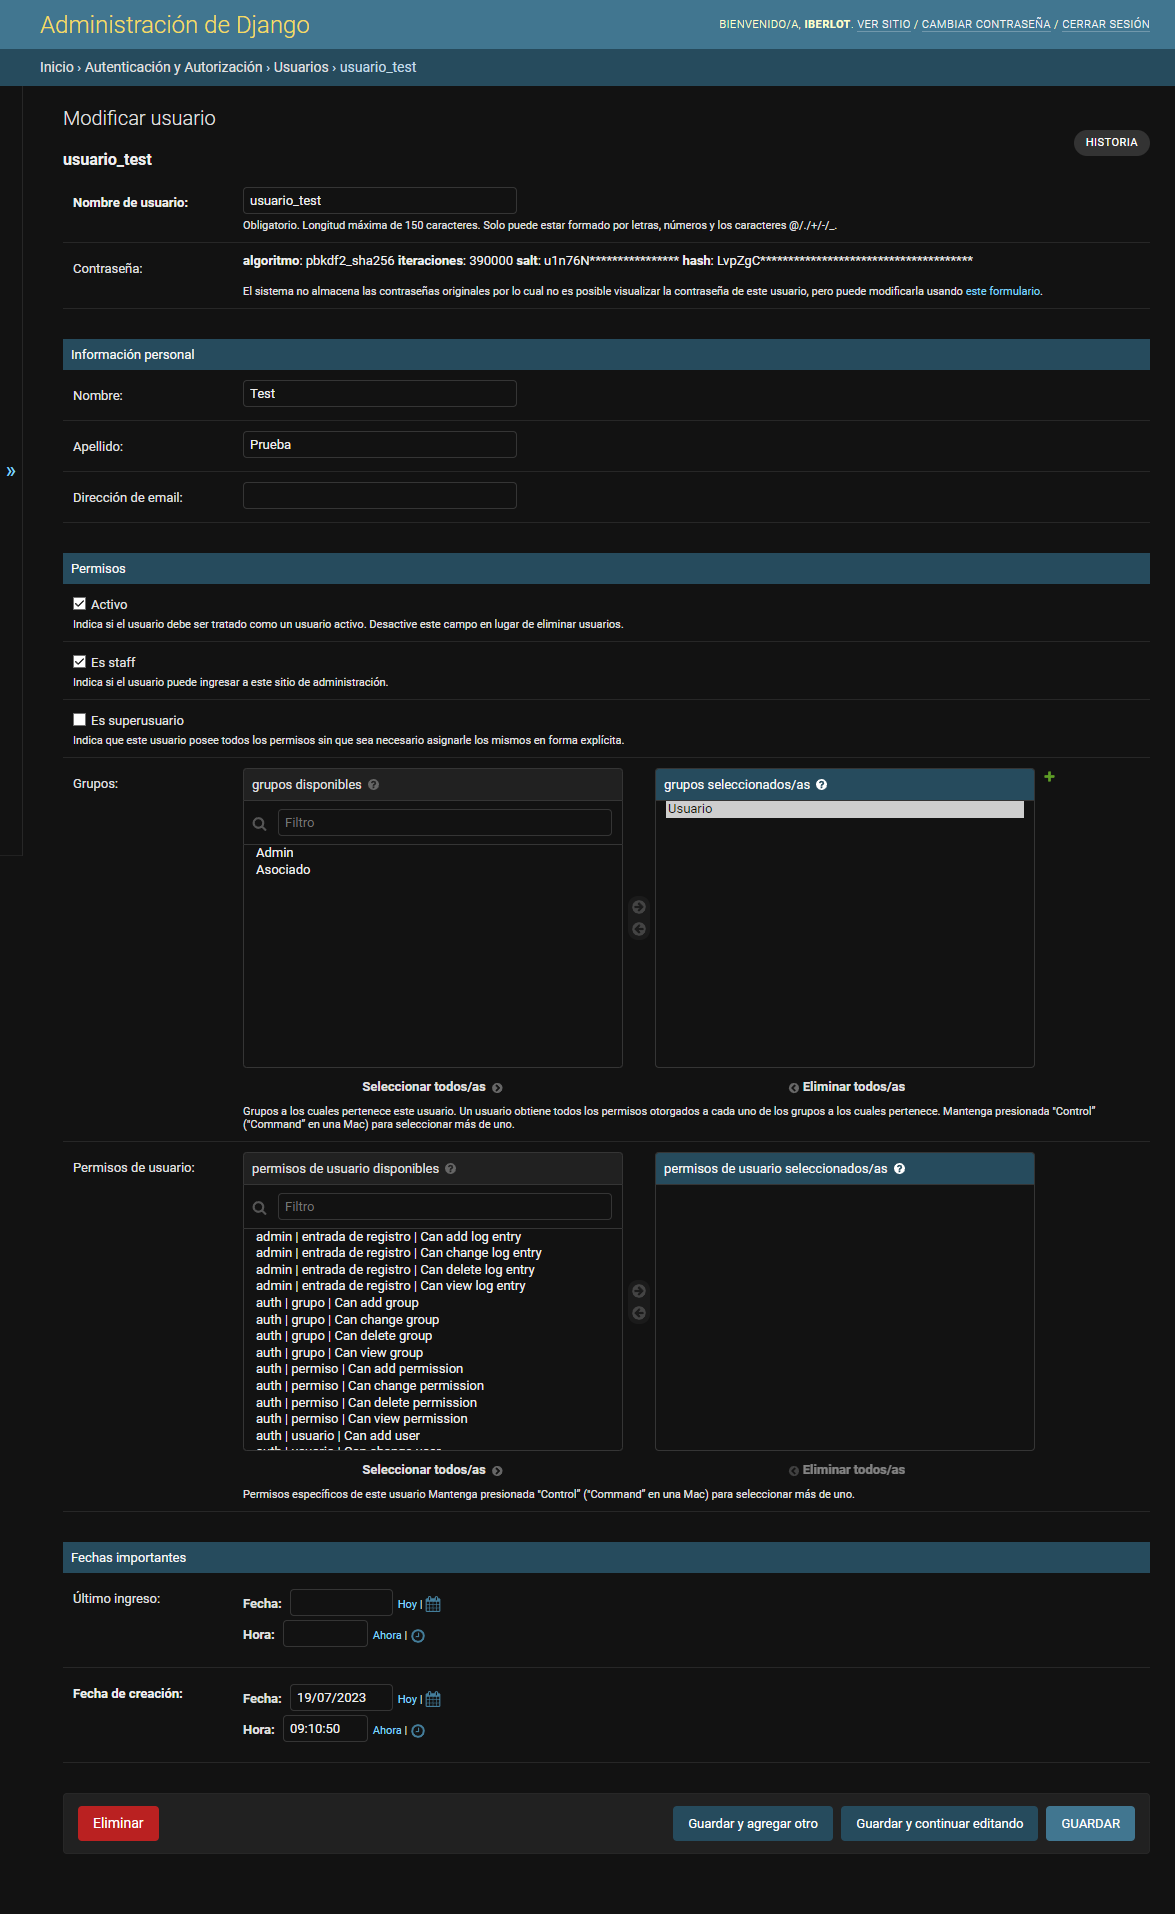 Administración de Django
BIENVENIDO/A, IBERLOT. VER SITIO / CAMBIAR CONTRASEÑA / CERRAR SESIÓN
Inicio › Autenticación y Autorización › Usuarios › usuario_test
Modificar usuario
HISTORIA
usuario_test
Nombre de usuario: usuario_test
Obligatorio. Longitud máxima de 150 caracteres. Solo puede estar formado por letras, números y los caracteres @/./+/-/_.
Contraseña: algoritmo: pbkdf2_sha256 iteraciones: 390000 salt: u1n76N**************** hash: LvpZgC**************************************
El sistema no almacena las contraseñas originales por lo cual no es posible visualizar la contraseña de este usuario, pero puede modificarla usando este formulario.
Información personal
Nombre: Test
Apellido: Prueba
»
Dirección de email:
Permisos
Activo
Indica si el usuario debe ser tratado como un usuario activo. Desactive este campo en lugar de eliminar usuarios.
Es staff
Indica si el usuario puede ingresar a este sitio de administración.
Es superusuario
Indica que este usuario posee todos los permisos sin que sea necesario asignarle los mismos en forma explícita.
Grupos:
grupos disponibles ?
Filtro
Admin
Asociado
Seleccionar todos/as
grupos seleccionados/as ?
Usuario
Eliminar todos/as
Grupos a los cuales pertenece este usuario. Un usuario obtiene todos los permisos otorgados a cada uno de los grupos a los cuales pertenece. Mantenga presionada "Control"
("Command" en una Mac) para seleccionar más de uno.
Permisos de usuario:
permisos de usuario disponibles ?
Filtro
admin | entrada de registro | Can add log entry
admin | entrada de registro | Can change log entry
admin | entrada de registro | Can delete log entry
admin | entrada de registro | Can view log entry
auth | grupo | Can add group
auth | grupo | Can change group
auth | grupo | Can delete group
auth | grupo | Can view group
auth | permiso | Can add permission
auth | permiso | Can change permission
auth | permiso | Can delete permission
auth | permiso | Can view permission
auth | usuario | Can add user
auth | usuario | Can change user
Seleccionar todos/as
permisos de usuario seleccionados/as ?
Eliminar todos/as
Permisos específicos de este usuario Mantenga presionada "Control" ("Command" en una Mac) para seleccionar más de uno.
Fechas importantes
Último ingreso:
Fecha: Hoy |
Hora: Ahora |
Fecha de creación:
Fecha: 19/07/2023 Hoy |
Hora: 09:10:50 Ahora |
Eliminar
Guardar y agregar otro
Guardar y continuar editando
GUARDAR